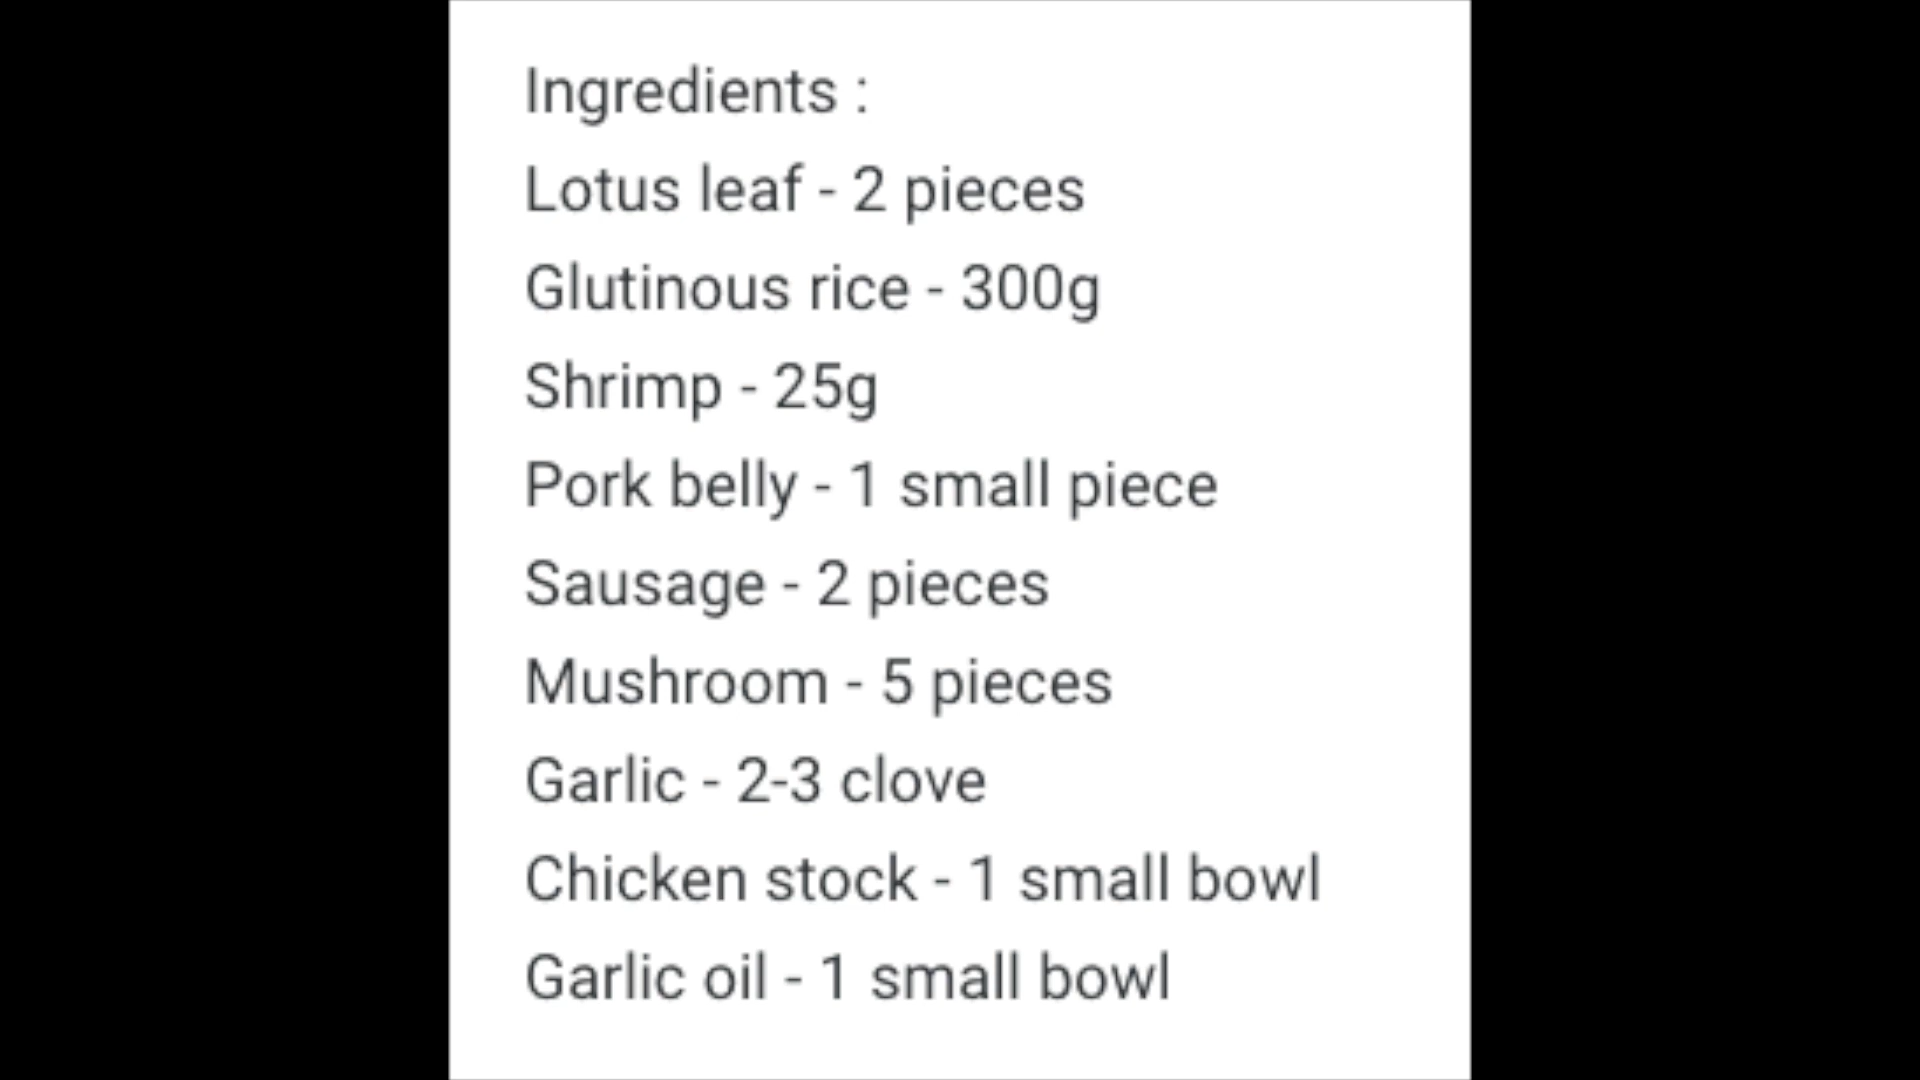 Ingredients :
Lotus leaf - 2 pieces
Glutinous rice - 300g
Shrimp - 25g
Pork belly - 1 small piece
Sausage - 2 pieces
Mushroom - 5 pieces
Garlic - 2-3 clove
Chicken stock - 1 small bowl
Garlic oil - 1 small bowl